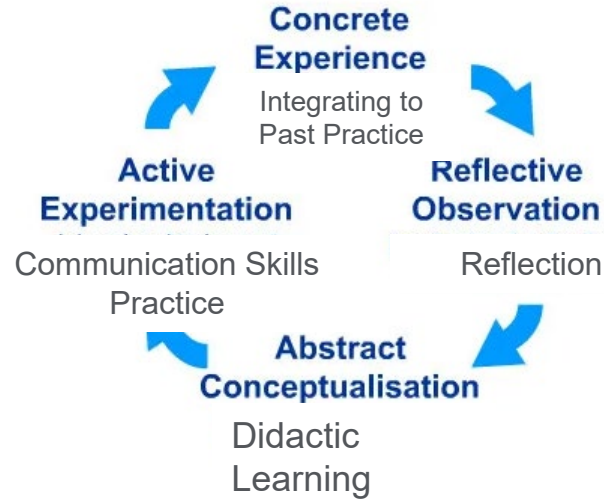 Concrete
Experience
Integrating to
Past Practice
Reflective
Observation
Reflection
Abstract
Conceptualisation
Didactic
Learning
Active
Experimentation
Communication Skills
Practice